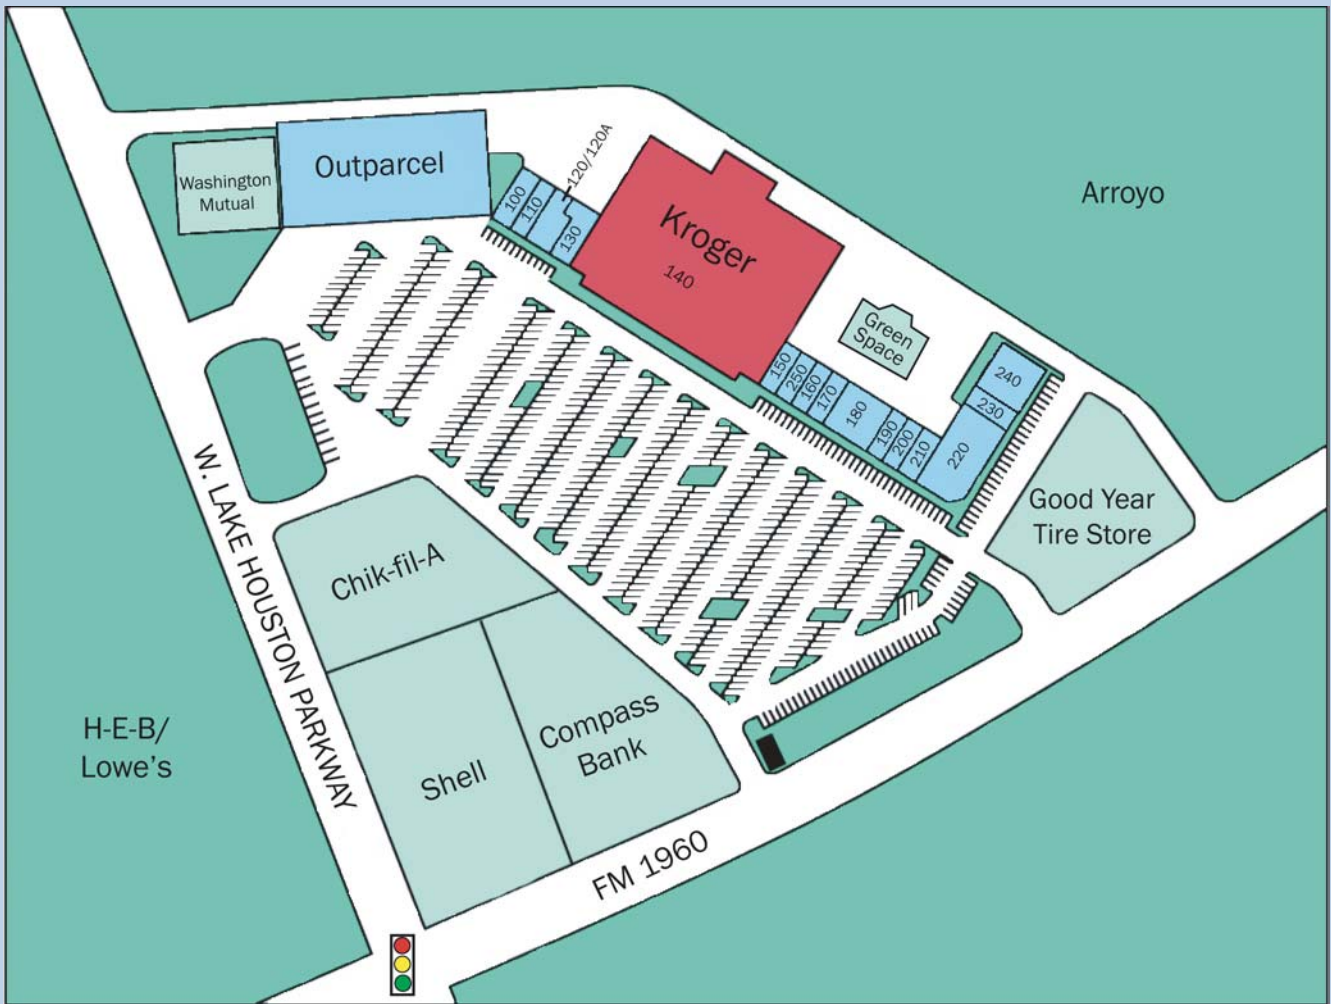 Arroyo
Outparcel
Washington
Mutual
120/120A
100
110
130
Kroger
140
Green
Space
150
250
160
170
180
190
200
210
220
230
240
Good Year
Tire Store
W. LAKE HOUSTON PARKWAY
Chik-fil-A
Shell
Compass
Bank
H-E-B/
Lowe's
FM 1960